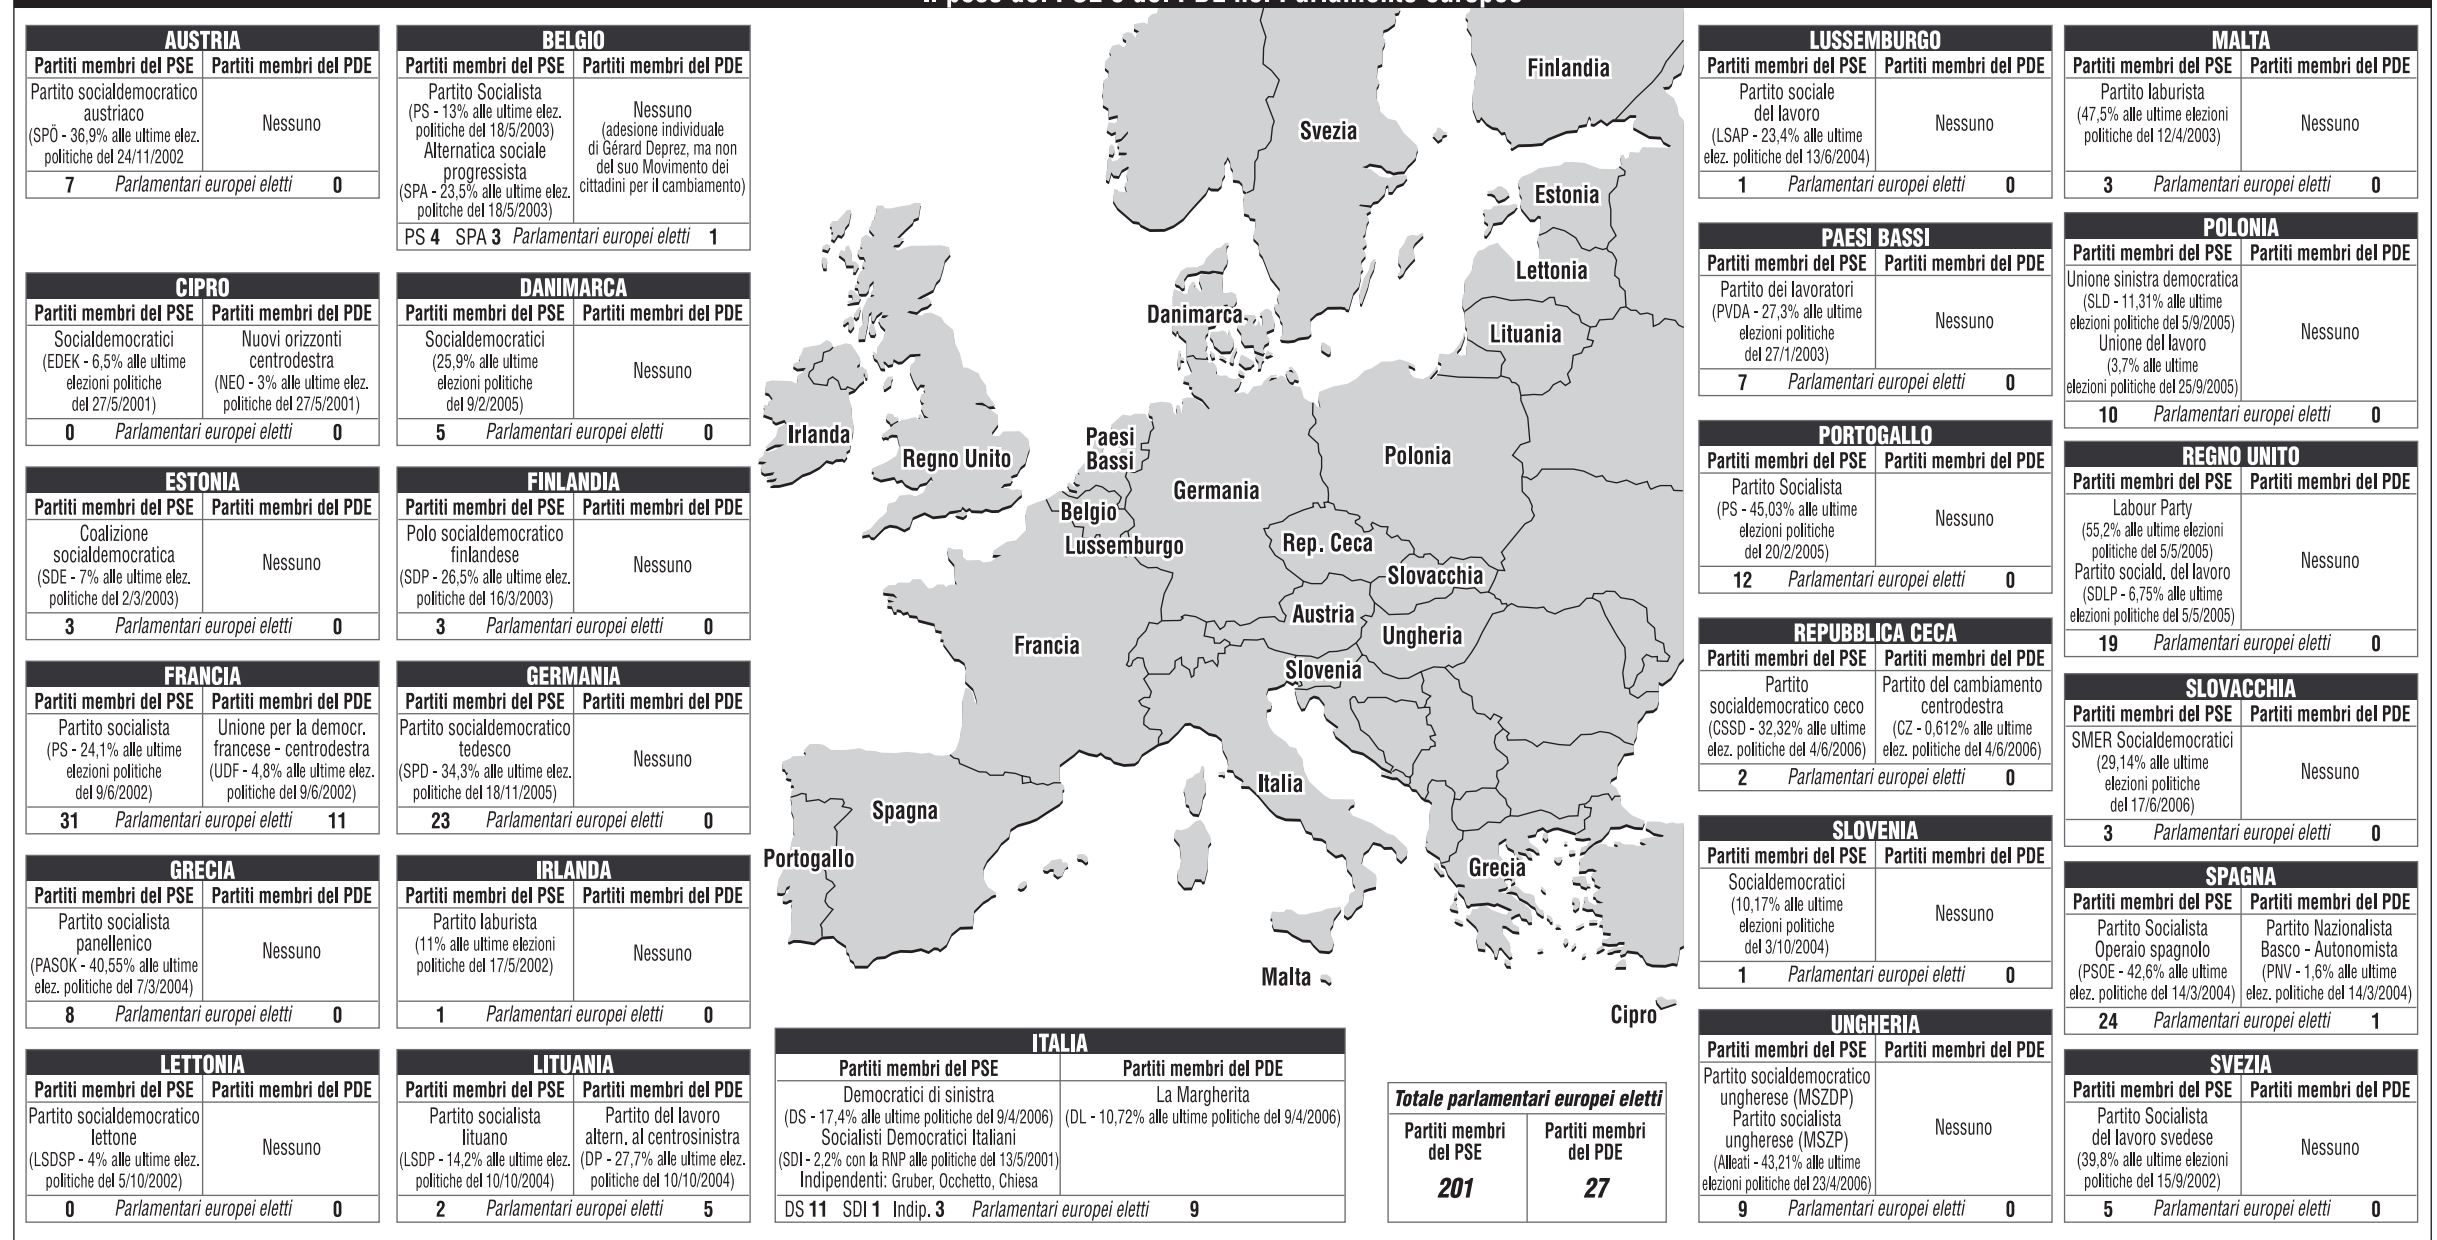 Il peso del PSE e del PDE nel Parlamento europeo
AUSTRIA
Partiti membri del PSE Partiti membri del PDE
Partito socialdemocratico
austriaco
(SPÖ - 36,9% alle ultime elez.
politiche del 24/11/2002
Nessuno
7 Parlamentari europei eletti 0
BELGIO
Partiti membri del PSE Partiti membri del PDE
Partito Socialista
(PS - 13% alle ultime elez.
politiche del 18/5/2003)
Alternatica sociale
progressista
(SPA - 23,5% alle ultime elez.
politche del 18/5/2003)
Nessuno
(adesione individuale
di Gérard Deprez, ma non
del suo Movimento dei
cittadini per il cambiamento)
PS 4 SPA 3 Parlamentari europei eletti 1
CIPRO
Partiti membri del PSE Partiti membri del PDE
Socialdemocratici
(EDEK - 6,5% alle ultime
elezioni politiche
del 27/5/2001)
Nuovi orizzonti
centrodestra
(NEO - 3% alle ultime elez.
politiche del 27/5/2001)
0 Parlamentari europei eletti 0
DANIMARCA
Partiti membri del PSE Partiti membri del PDE
Socialdemocratici
(25,9% alle ultime
elezioni politiche
del 9/2/2005)
Nessuno
5 Parlamentari europei eletti 0
ESTONIA
Partiti membri del PSE Partiti membri del PDE
Coalizione
socialdemocratica
(SDE - 7% alle ultime elez.
politiche del 2/3/2003)
Nessuno
3 Parlamentari europei eletti 0
FINLANDIA
Partiti membri del PSE Partiti membri del PDE
Polo socialdemocratico
finlandese
(SDP - 26,5% alle ultime elez.
politiche del 16/3/2003)
Nessuno
3 Parlamentari europei eletti 0
FRANCIA
Partiti membri del PSE Partiti membri del PDE
Partito socialista
(PS - 24,1% alle ultime
elezioni politiche
del 9/6/2002)
Unione per la democr.
francese - centrodestra
(UDF - 4,8% alle ultime elez.
politiche del 9/6/2002)
31 Parlamentari europei eletti 11
GERMANIA
Partiti membri del PSE Partiti membri del PDE
Partito socialdemocratico
tedesco
(SPD - 34,3% alle ultime elez.
politiche del 18/11/2005)
Nessuno
23 Parlamentari europei eletti 0
GRECIA
Partiti membri del PSE Partiti membri del PDE
Partito socialista
panellenico
(PASOK - 40,55% alle ultime
elez. politiche del 7/3/2004)
Nessuno
8 Parlamentari europei eletti 0
IRLANDA
Partiti membri del PSE Partiti membri del PDE
Partito laburista
(11% alle ultime elezioni
politiche del 17/5/2002)
Nessuno
1 Parlamentari europei eletti 0
LETTONIA
Partiti membri del PSE Partiti membri del PDE
Partito socialdemocratico
lettone
(LSDSP - 4% alle ultime elez.
politiche del 5/10/2002)
Nessuno
0 Parlamentari europei eletti 0
LITUANIA
Partiti membri del PSE Partiti membri del PDE
Partito socialista
lituano
(LSDP - 14,2% alle ultime elez.
politiche del 10/10/2004)
Partito del lavoro
altern. al centrosinistra
(DP - 27,7% alle ultime elez.
politiche del 10/10/2004)
2 Parlamentari europei eletti 5
Finlandia
Svezia
Estonia
Lettonia
Danimarca
Lituania
Irlanda
Regno Unito
Paesi
Bassi
Polonia
Germania
Belgio
Lussemburgo
Rep. Ceca
Slovacchia
Austria
Ungheria
Francia
Slovenia
Italia
Spagna
Portogallo
Grecia
Malta
Cipro
ITALIA
Partiti membri del PSE Partiti membri del PDE
Democratici di sinistra
(DS - 17,4% alle ultime politiche del 9/4/2006)
Socialisti Democratici Italiani
(SDI - 2,2% con la RNP alle politiche del 13/5/2001)
Indipendenti: Gruber, Occhetto, Chiesa
La Margherita
(DL - 10,72% alle ultime politiche del 9/4/2006)
DS 11 SDI 1 Indip. 3 Parlamentari europei eletti 9
Totale parlamentari europei eletti
Partiti membri
del PSE
201
Partiti membri
del PDE
27
LUSSEMBURGO
Partiti membri del PSE Partiti membri del PDE
Partito sociale
del lavoro
(LSAP - 23,4% alle ultime
elez. politiche del 13/6/2004)
Nessuno
1 Parlamentari europei eletti 0
MALTA
Partiti membri del PSE Partiti membri del PDE
Partito laburista
(47,5% alle ultime elezioni
politiche del 12/4/2003)
Nessuno
3 Parlamentari europei eletti 0
PAESI BASSI
Partiti membri del PSE Partiti membri del PDE
Partito dei lavoratori
(PVDA - 27,3% alle ultime
elezioni politiche
del 27/1/2003)
Nessuno
7 Parlamentari europei eletti 0
POLONIA
Partiti membri del PSE Partiti membri del PDE
Unione sinistra democratica
(SLD - 11,31% alle ultime
elezioni politiche del 5/9/2005)
Unione del lavoro
(3,7% alle ultime
elezioni politiche del 25/9/2005)
Nessuno
10 Parlamentari europei eletti 0
PORTOGALLO
Partiti membri del PSE Partiti membri del PDE
Partito Socialista
(PS - 45,03% alle ultime
elezioni politiche
del 20/2/2005)
Nessuno
12 Parlamentari europei eletti 0
REGNO UNITO
Partiti membri del PSE Partiti membri del PDE
Labour Party
(55,2% alle ultime elezioni
politiche del 5/5/2005)
Partito sociald. del lavoro
(SDLP - 6,75% alle ultime
elezioni politiche del 5/5/2005)
Nessuno
19 Parlamentari europei eletti 0
REPUBBLICA CECA
Partiti membri del PSE Partiti membri del PDE
Partito
socialdemocratico ceco
(CSSD - 32,32% alle ultime
elez. politiche del 4/6/2006)
Partito del cambiamento
centrodestra
(CZ - 0,612% alle ultime
elez. politiche del 4/6/2006)
2 Parlamentari europei eletti 0
SLOVACCHIA
Partiti membri del PSE Partiti membri del PDE
SMER Socialdemocratici
(29,14% alle ultime
elezioni politiche
del 17/6/2006)
Nessuno
3 Parlamentari europei eletti 0
SLOVENIA
Partiti membri del PSE Partiti membri del PDE
Socialdemocratici
(10,17% alle ultime
elezioni politiche
del 3/10/2004)
Nessuno
1 Parlamentari europei eletti 0
SPAGNA
Partiti membri del PSE Partiti membri del PDE
Partito Socialista
Operaio spagnolo
(PSOE - 42,6% alle ultime
elez. politiche del 14/3/2004)
Partito Nazionalista
Basco - Autonomista
(PNV - 1,6% alle ultime
elez. politiche del 14/3/2004)
24 Parlamentari europei eletti 1
UNGHERIA
Partiti membri del PSE Partiti membri del PDE
Partito socialdemocratico
ungherese (MSZDP)
Partito socialista
ungherese (MSZP)
(Alleati - 43,21% alle ultime
elezioni politiche del 23/4/2006)
Nessuno
9 Parlamentari europei eletti 0
SVEZIA
Partiti membri del PSE Partiti membri del PDE
Partito Socialista
del lavoro svedese
(39,8% alle ultime elezioni
politiche del 15/9/2002)
Nessuno
5 Parlamentari europei eletti 0